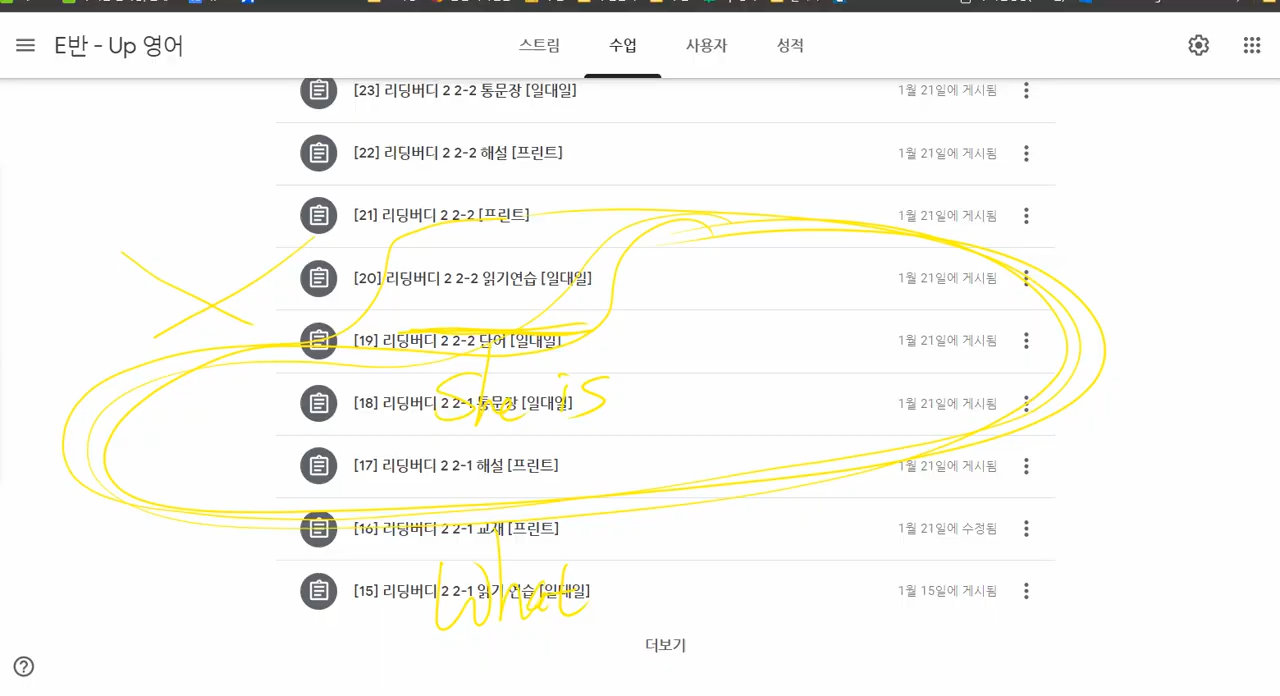 E반 - Up 영어
스트림 수업 사용자 성적
[23] 리딩버디 2 2-2 통문장 [일대일] 1월 21일에 게시됨
[22] 리딩버디 2 2-2 해설 [프린트] 1월 21일에 게시됨
[21] 리딩버디 2 2-2 [프린트] 1월 21일에 게시됨
[20] 리딩버디 2 2-2 읽기연습 [일대일] 1월 21일에 게시됨
[19] 리딩버디 2 2-2 단어 [일대일] 1월 21일에 게시됨
She is
[18] 리딩버디 2 2-1 통문장 [일대일] 1월 21일에 게시됨
[17] 리딩버디 2 2-1 해설 [프린트] 1월 21일에 게시됨
[16] 리딩버디 2 2-1 교재 [프린트] 1월 21일에 수정됨
What
[15] 리딩버디 2 2-1 읽기 연습 [일대일] 1월 15일에 게시됨
더보기